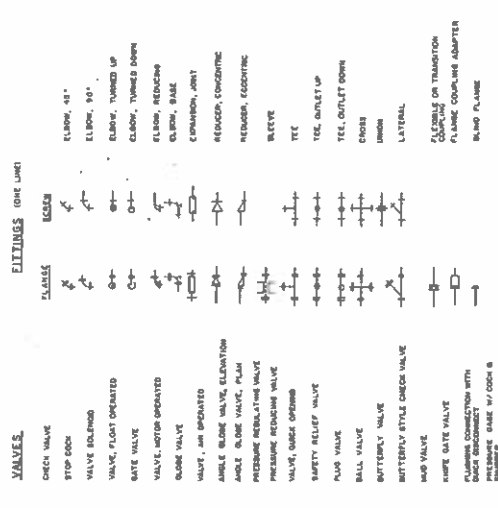 VALVES
CHECK VALVE
STOP COCK
VALVE SOLENOID
VALVE, FLOAT OPERATED
GATE VALVE
VALVE, MOTOR OPERATED
GLOBE VALVE
VALVE, AIR OPERATED
ANGLE GLOBE VALVE, ELEVATION
ANGLE GLOBE VALVE, PLAN
PRESSURE REGULATING VALVE
PRESSURE REDUCING VALVE
VALVE, QUICK OPENING
SAFETY RELIEF VALVE
PLUG VALVE
BALL VALVE
BUTTERFLY VALVE
BUTTERFLY STYLE CHECK VALVE
MUD VALVE
KNIFE GATE VALVE
FLUSHING CONNECTION WITH
QUICK DISCONNECT
PRESSURE GAGE W/ COCK &
SNUBBER
FITTINGS (ONE LINE)
FLANGE
SCREW
ELBOW, 45°
ELBOW, 90°
ELBOW, TURNED UP
ELBOW, TURNED DOWN
ELBOW, REDUCING
ELBOW, BASE
EXPANSION, JOINT
REDUCER, CONCENTRIC
REDUCER, ECCENTRIC
SLEEVE
TEE
TEE, OUTLET UP
TEE, OUTLET DOWN
CROSS
UNION
LATERAL
FLEXIBLE OR TRANSITION
COUPLING
FLANGE COUPLING ADAPTER
BLIND FLANGE